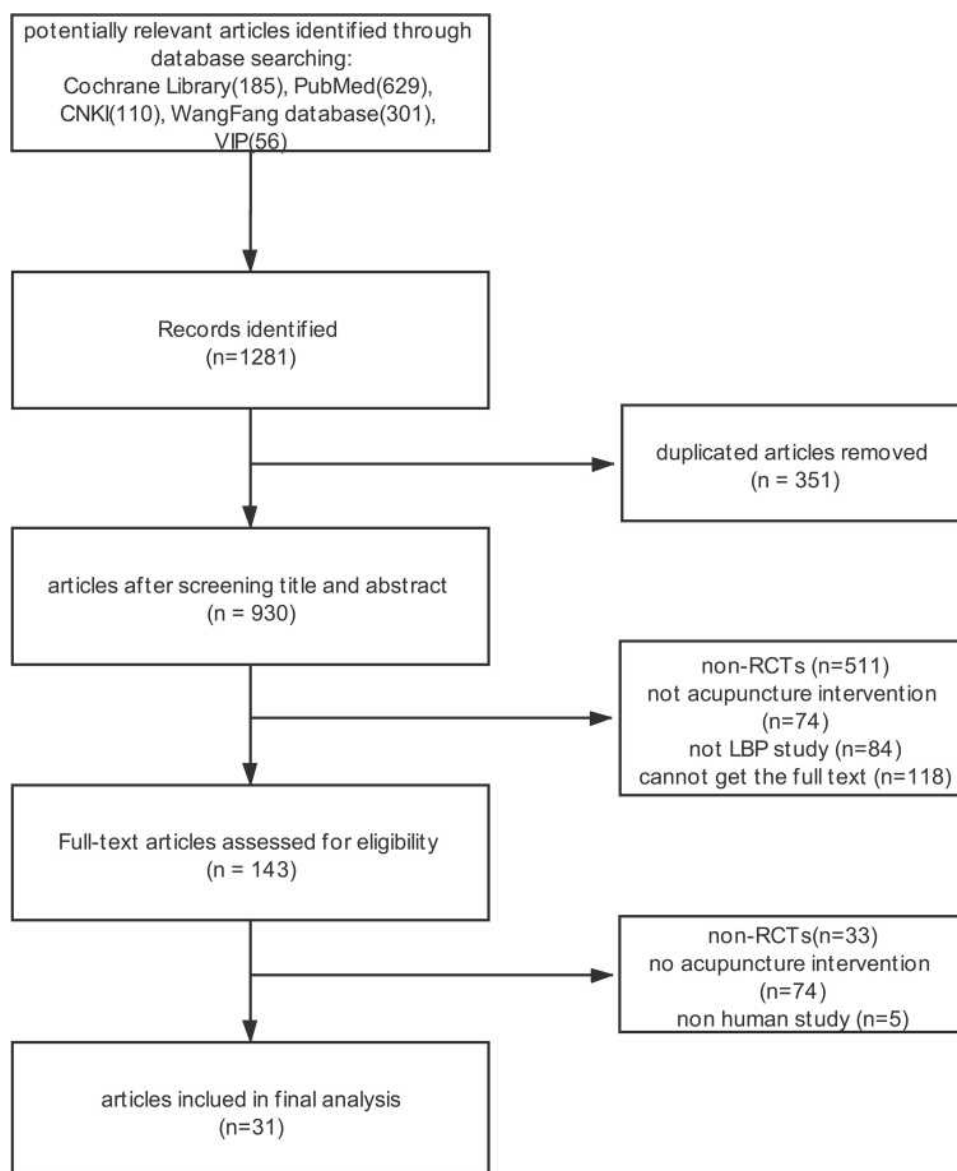 potentially relevant articles identified through
database searching:
Cochrane Library(185), PubMed(629),
CNKI(110), WangFang database(301),
VIP(56)
Records identified
(n=1281)
duplicated articles removed
(n = 351)
articles after screening title and abstract
(n = 930)
non-RCTs (n=511)
not acupuncture intervention
(n=74)
not LBP study (n=84)
cannot get the full text (n=118)
Full-text articles assessed for eligibility
(n = 143)
non-RCTs(n=33)
no acupuncture intervention
(n=74)
non human study (n=5)
articles inclued in final analysis
(n=31)